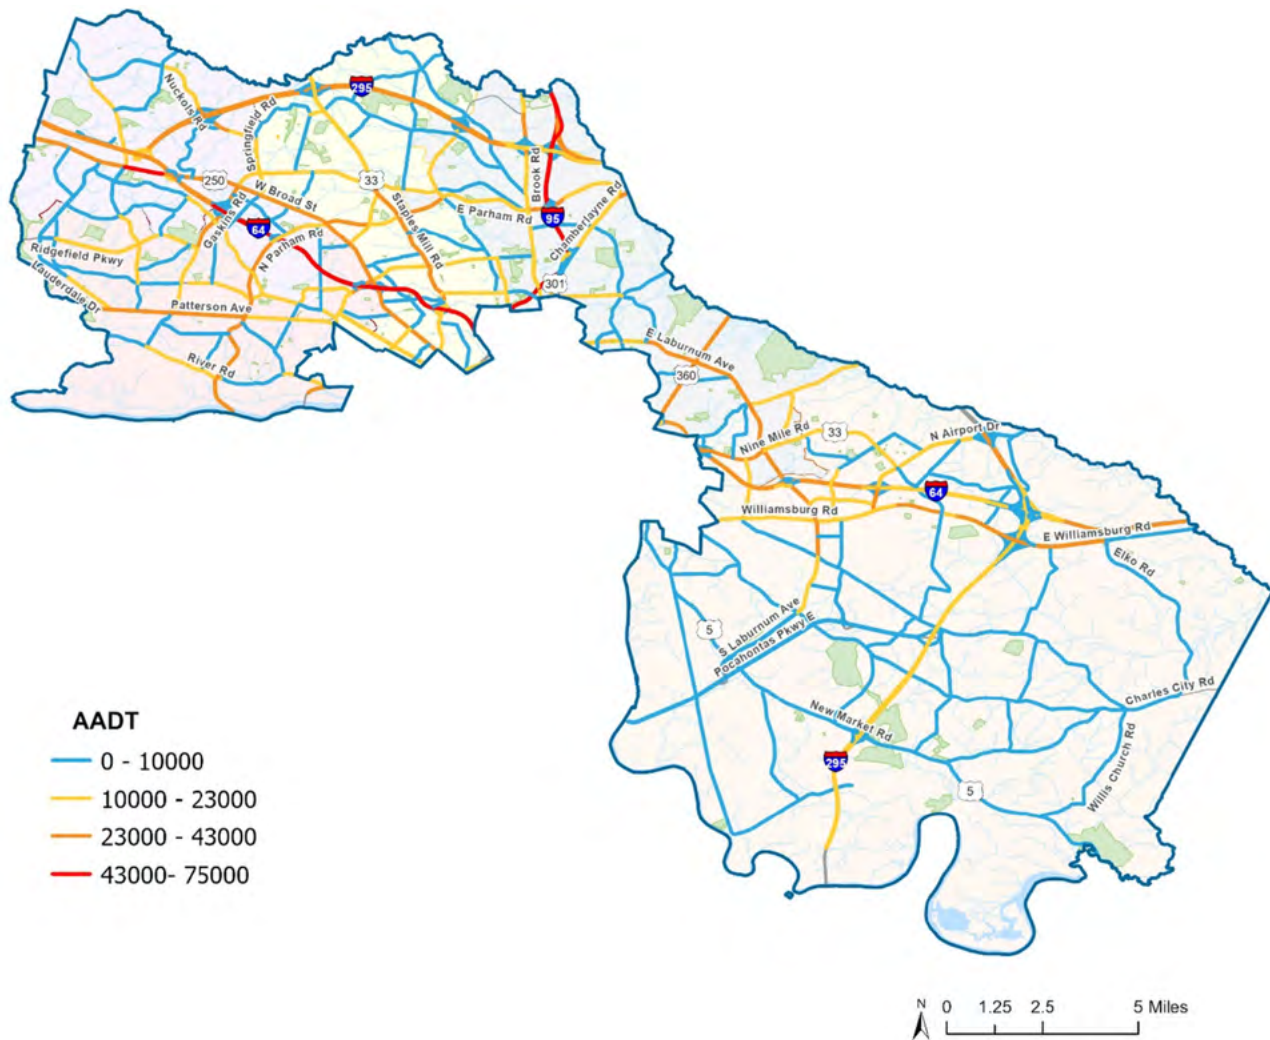 295
Nuckols Rd
Springfield Rd
250
33
W Broad St
Gaskins Rd
64
N Parham Rd
Staples Mill Rd
E Parham Rd
Brook Rd
95
Chamberlayne Rd
301
Ridgefield Pkwy
Lauderdale Dr
Patterson Ave
River Rd
E Laburnum Ave
360
Nine Mile Rd
33
N Airport Dr
64
Williamsburg Rd
E Williamsburg Rd
Elko Rd
5
S Laburnum Ave
Pocahontas Pkwy E
New Market Rd
Charles City Rd
Willis Church Rd
295
5
AADT
0 - 10000
10000 - 23000
23000 - 43000
43000- 75000
N
0 1.25 2.5 5 Miles